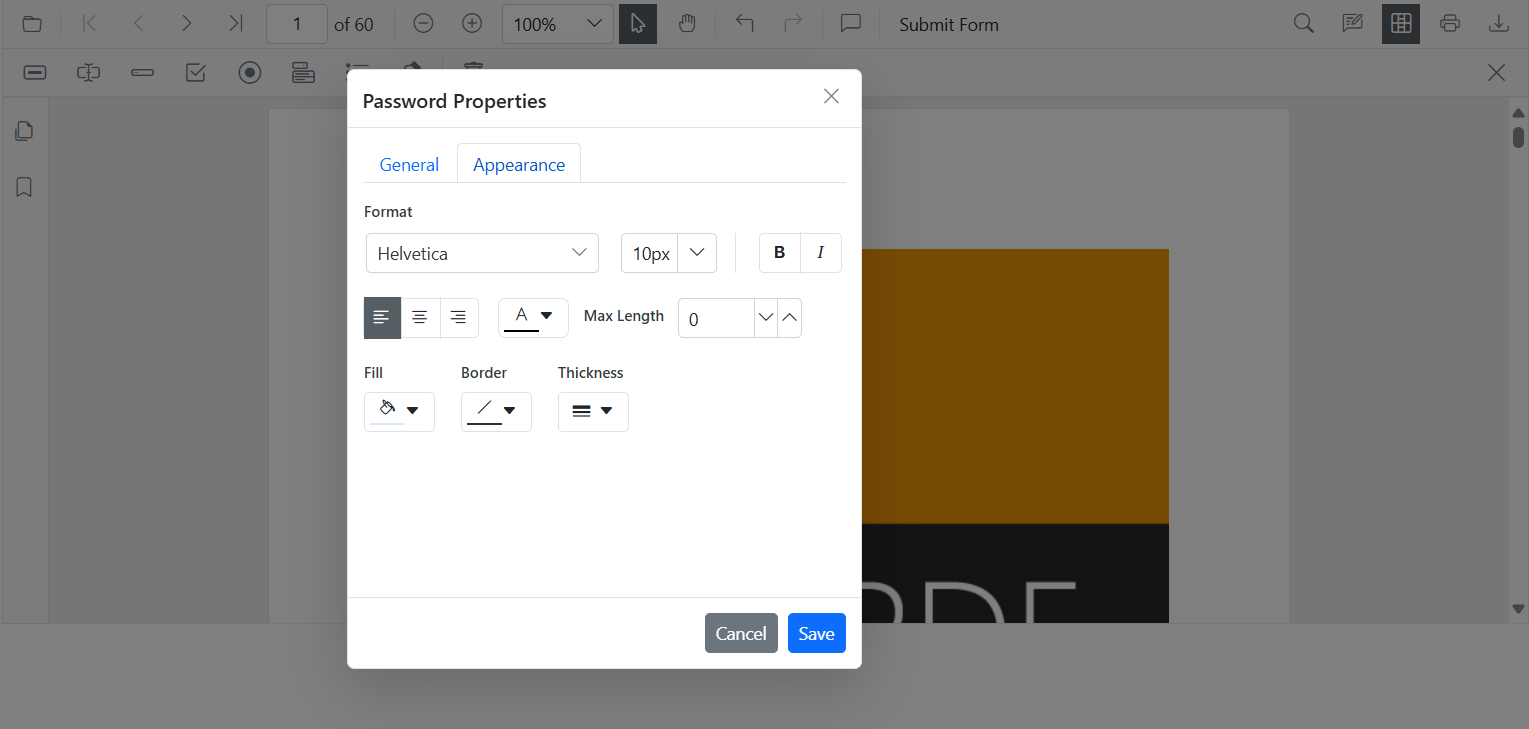 1 of 60 100% Submit Form
Password Properties
General Appearance
Format
Helvetica 10px B I
A Max Length 0
Fill Border Thickness
PDF
Cancel Save